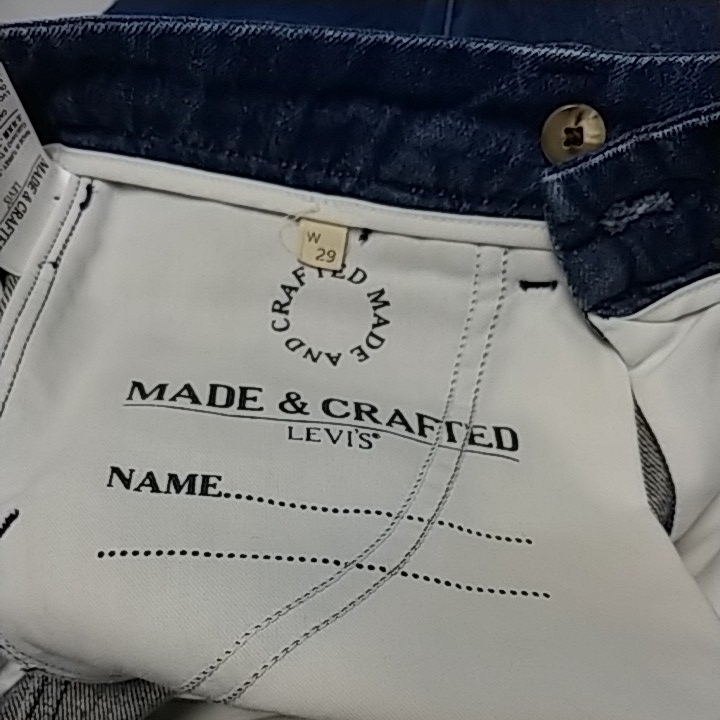 W
29
CRAFTED MADE AND
MADE & CRAFTED
LEVI'S®
NAME
MADE & CRAFTED
LEVI'S